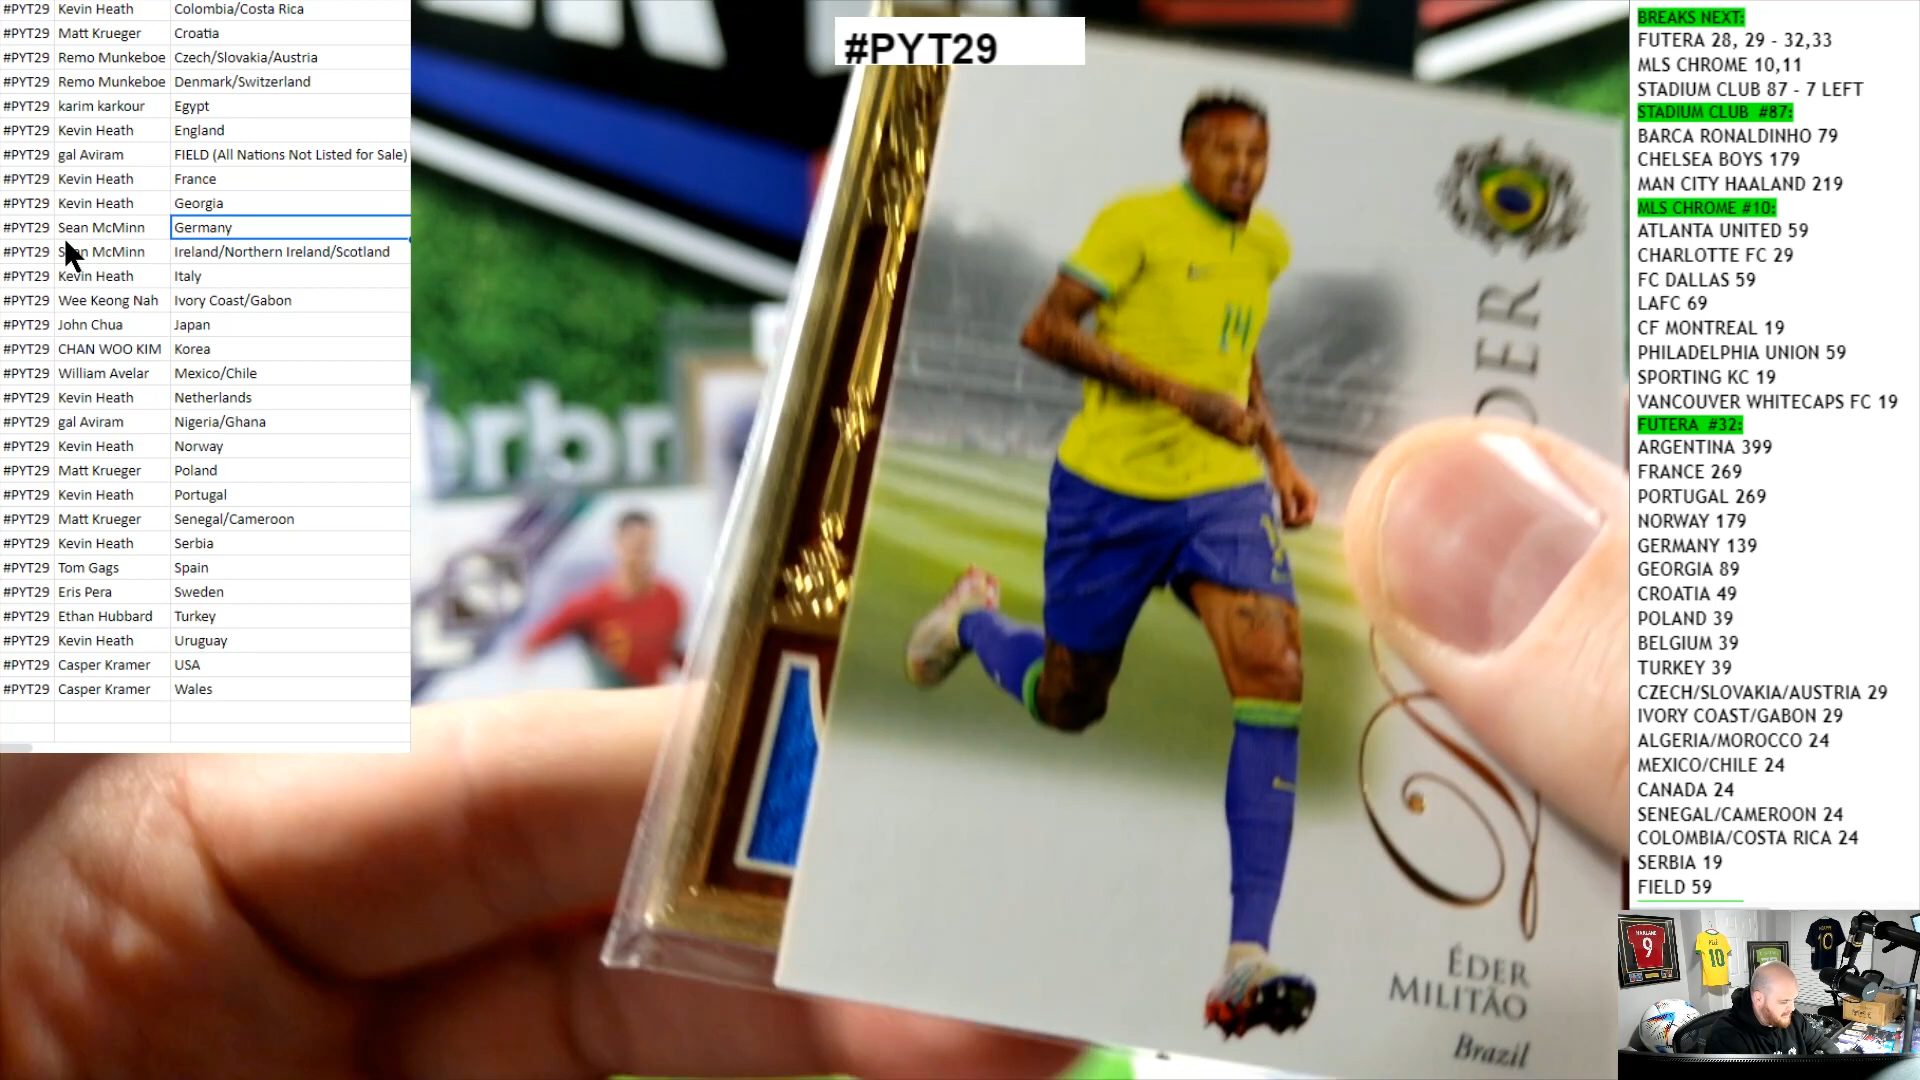 #PYT29 Kevin Heath Colombia/Costa Rica
#PYT29 Matt Krueger Croatia
#PYT29 Remo Munkeboe Czech/Slovakia/Austria
#PYT29 Remo Munkeboe Denmark/Switzerland
#PYT29 karim karkour Egypt
#PYT29 Kevin Heath England
#PYT29 gal Aviram FIELD (All Nations Not Listed for Sale)
#PYT29 Kevin Heath France
#PYT29 Kevin Heath Georgia
#PYT29 Sean McMinn Germany
#PYT29 Sean McMinn Ireland/Northern Ireland/Scotland
#PYT29 Kevin Heath Italy
#PYT29 Wee Keong Nah Ivory Coast/Gabon
#PYT29 John Chua Japan
#PYT29 CHAN WOO KIM Korea
#PYT29 William Avelar Mexico/Chile
#PYT29 Kevin Heath Netherlands
#PYT29 gal Aviram Nigeria/Ghana
#PYT29 Kevin Heath Norway
#PYT29 Matt Krueger Poland
#PYT29 Kevin Heath Portugal
#PYT29 Matt Krueger Senegal/Cameroon
#PYT29 Kevin Heath Serbia
#PYT29 Tom Gags Spain
#PYT29 Eris Pera Sweden
#PYT29 Ethan Hubbard Turkey
#PYT29 Kevin Heath Uruguay
#PYT29 Casper Kramer USA
#PYT29 Casper Kramer Wales
#PYT29
14
DER
ÉDER
MILITÃO
Brazil
BREAKS NEXT:
FUTERA 28, 29 - 32,33
MLS CHROME 10,11
STADIUM CLUB 87 - 7 LEFT
STADIUM CLUB #87:
BARCA RONALDINHO 79
CHELSEA BOYS 179
MAN CITY HAALAND 219
MLS CHROME #10:
ATLANTA UNITED 59
CHARLOTTE FC 29
FC DALLAS 59
LAFC 69
CF MONTREAL 19
PHILADELPHIA UNION 59
SPORTING KC 19
VANCOUVER WHITECAPS FC 19
FUTERA #32:
ARGENTINA 399
FRANCE 269
PORTUGAL 269
NORWAY 179
GERMANY 139
GEORGIA 89
CROATIA 49
POLAND 39
BELGIUM 39
TURKEY 39
CZECH/SLOVAKIA/AUSTRIA 29
IVORY COAST/GABON 29
ALGERIA/MOROCCO 24
MEXICO/CHILE 24
CANADA 24
SENEGAL/CAMEROON 24
COLOMBIA/COSTA RICA 24
SERBIA 19
FIELD 59
HAALAND
9
10
10